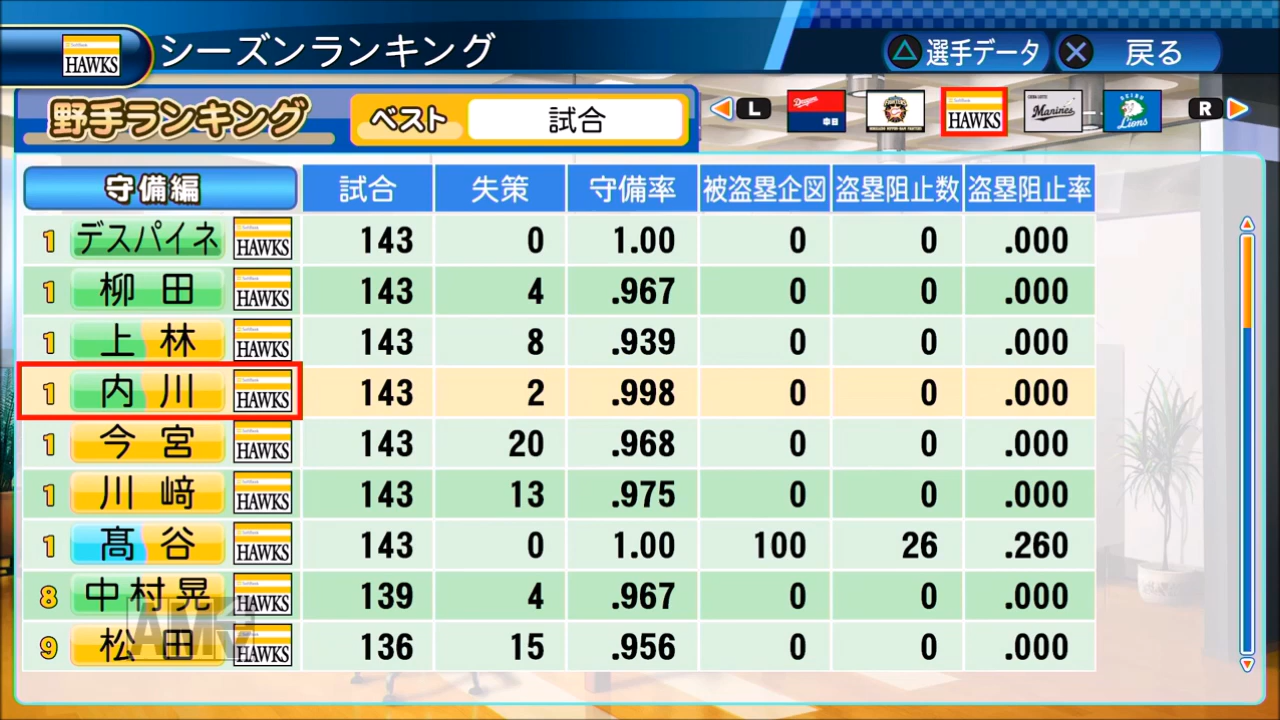 HAWKS シーズンランキング 選手データ 戻る
野手ランキング ベスト 試合 L Dragons 中日 FIGHTERS HAWKS Marines Lions R
守備編 試合 失策 守備率 被盗塁企図 盗塁阻止数 盗塁阻止率
1 デスパイネ HAWKS 143 0 1.00 0 0 .000
1 柳田 HAWKS 143 4 .967 0 0 .000
1 上林 HAWKS 143 8 .939 0 0 .000
1 内川 HAWKS 143 2 .998 0 0 .000
1 今宮 HAWKS 143 20 .968 0 0 .000
1 川﨑 HAWKS 143 13 .975 0 0 .000
1 髙谷 HAWKS 143 0 1.00 100 26 .260
8 中村晃 HAWKS 139 4 .967 0 0 .000
9 松田 HAWKS 136 15 .956 0 0 .000